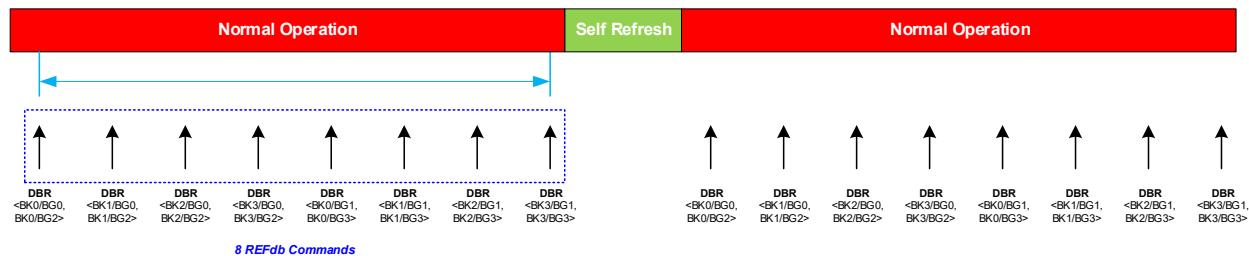 Normal Operation Self Refresh Normal Operation
DBR DBR DBR DBR DBR DBR DBR DBR DBR DBR DBR DBR DBR DBR DBR DBR
<BK0/BG0, <BK1/BG0, <BK2/BG0, <BK3/BG0, <BK0/BG1, <BK1/BG1, <BK2/BG1, <BK3/BG1, <BK0/BG0, <BK1/BG0, <BK2/BG0, <BK3/BG0, <BK0/BG1, <BK1/BG1, <BK2/BG1, <BK3/BG1,
BK0/BG2> BK1/BG2> BK2/BG2> BK3/BG2> BK0/BG3> BK1/BG3> BK2/BG3> BK3/BG3> BK0/BG2> BK1/BG2> BK2/BG2> BK3/BG2> BK0/BG3> BK1/BG3> BK2/BG3> BK3/BG3>
8 REFdb Commands